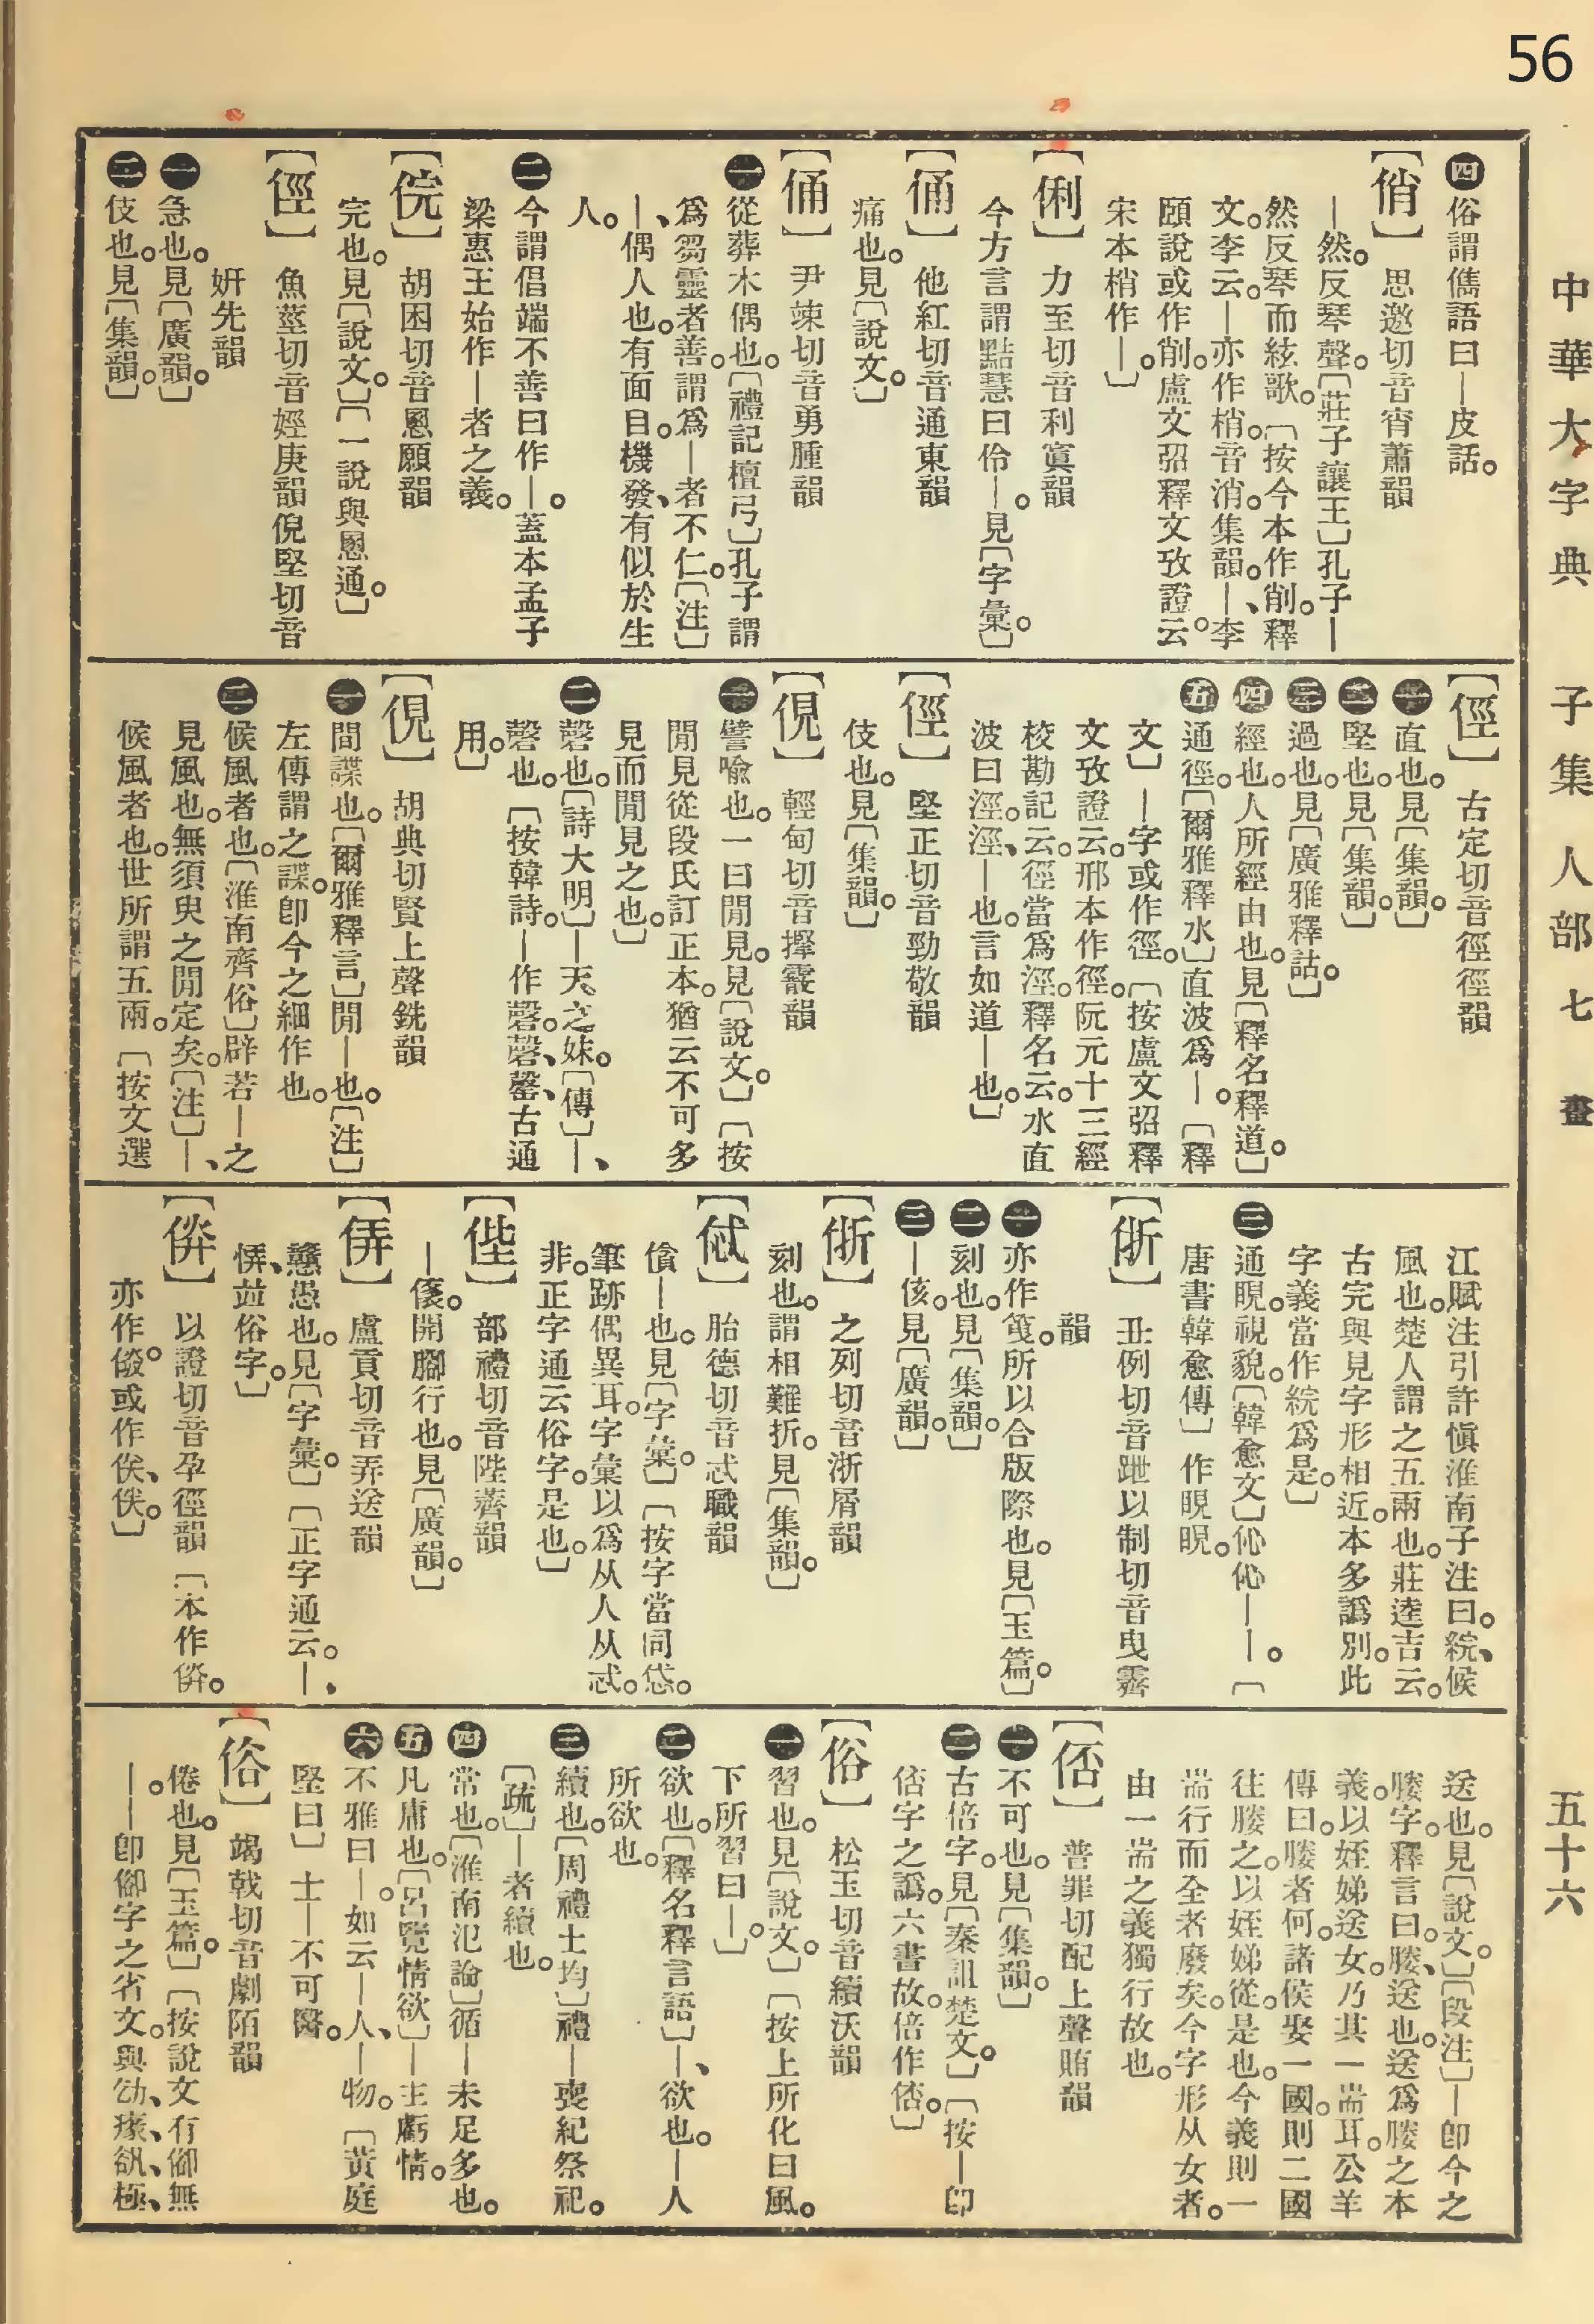 56
中華大字典 子集 人部 七畫 五十六
四俗謂儁語曰—皮話。
【俏】思邀切音宵蕭韻
—然。反琴聲。〔莊子讓王〕孔子—
然反琴而絃歌。〔按今本作削。釋
文。李云。—亦作梢。音消。集韻。—、李
頤說或作削。盧文弨釋文攷證云。
宋本梢作—。〕
【俐】力至切音利寘韻
今方言謂點慧曰伶—。見〔字彙。〕
【俑】他紅切音通東韻
痛也。見〔說文。〕
【俑】尹竦切音勇腫韻
一從葬木偶也。〔禮記檀弓〕孔子謂
爲芻靈者善。謂爲—者不仁。〔注〕
—、偶人也。有面目。機發、有似於生
人。
二今謂倡端不善曰作—。蓋本孟子
梁惠王始作—者之義。
【俒】胡困切音慁願韻
完也。見〔說文。〕〔一說與慁通。〕
【俓】魚莖切音娙庚韻倪堅切音
妍先韻
一急也。見〔廣韻。〕
二伎也。見〔集韻。〕
【俓】古定切音徑徑韻
一直也。見〔集韻。〕
二堅也。見〔集韻。〕
三過也。見〔廣雅釋詁。〕
四經也。人所經由也。見〔釋名釋道。〕
五通徑。〔爾雅釋水〕直波爲—。〔釋
文〕—字或作徑。〔按盧文弨釋
文攷證云。邢本作徑。阮元十三經
校勘記云。徑當爲涇。釋名云。水直
波曰涇。涇、—也。言如道—也。〕
【俓】堅正切音勁敬韻
伎也。見〔集韻。〕
【俔】輕甸切音摼霰韻
一譬喩也。一曰閒見。見〔說文。〕〔按
閒見從段氏訂正本。猶云不可多
見而閒見之也。〕
二磬也。〔詩大明〕—天之妹。〔傳〕—、
磬也。〔按韓詩。—作磬。磬、罄古通
用。〕
【俔】胡典切賢上聲銑韻
一間諜也。〔爾雅釋言〕閒—也。〔注〕
左傳謂之諜。卽今之細作也。
二候風者也。〔淮南齊俗〕辟若—之
見風也。無須臾之閒定矣。〔注〕—、
候風者也。世所謂五兩。〔按文選
江賦注引許愼淮南子注曰。綄、候
風也。楚人謂之五兩也。莊逵吉云。
古完與見字形相近。本多譌別。此
字義當作綄爲是。〕
三通睍。視貌。〔韓愈文〕伈伈——。〔
唐書韓愈傳〕作睍睍。
【㑜】丑例切音跇以制切音曳霽
韻
一亦作䇷。所以合版際也。見〔玉篇。〕
二刻也。見〔集韻。〕
三—㑥。見〔廣韻。〕
【㑜】之列切音浙屑韻
刻也。謂相難折。見〔集韻。〕
胎德切音忒職韻
—也。見〔字彙。〕〔按字當同㤴。
筆跡偶異耳。字彙以爲从人从忒。
非。正字通云俗字。是也。〕
【㑛】部禮切音陛薺韻
—。開腳行也。見〔廣韻。〕
【㑝】盧貢切音弄送韻
戆愚也。見〔字彙。〕〔正字通云。—、
㟖竝俗字。〕
【㑞】以證切音孕徑韻〔本作
亦作。或作、。〕
送也。見〔說文。〕〔段注〕—卽今之
媵字。釋言曰。媵、送也。送爲媵之本
義。以姪娣送女。乃其一耑耳。公羊
傳曰。媵者何。諸侯娶一國。則二國
往媵之。以姪娣從。是也。今義則一
耑行而全者廢矣。今字形从女者。
由一耑之義獨行故也。
【俖】普罪切配上聲賄韻
一不可也。見〔集韻。〕
二古倍字。見〔秦詛楚文。〕〔按—卽
俖字之譌。六書故。倍作俖。〕
【俗】松玉切音續沃韻
一習也。見〔說文。〕〔按上所化曰風。
下所習曰—。〕
二欲也。〔釋名釋言語〕—、欲也。—人
所欲也。
三續也。〔周禮土均〕禮—喪紀祭祀。
〔疏〕—者續也。
四常也。〔淮南氾論〕循—未足多也。
五凡庸也。〔呂覽情欲〕—主虧情。
六不雅曰—。如云—人、—物。〔黃庭
堅曰〕士—不可醫。
【㑃】竭戟切音劇陌韻
倦也。見〔玉篇。〕〔按說文有㑃無
—。—卽㑃字之省文。與、、、極、